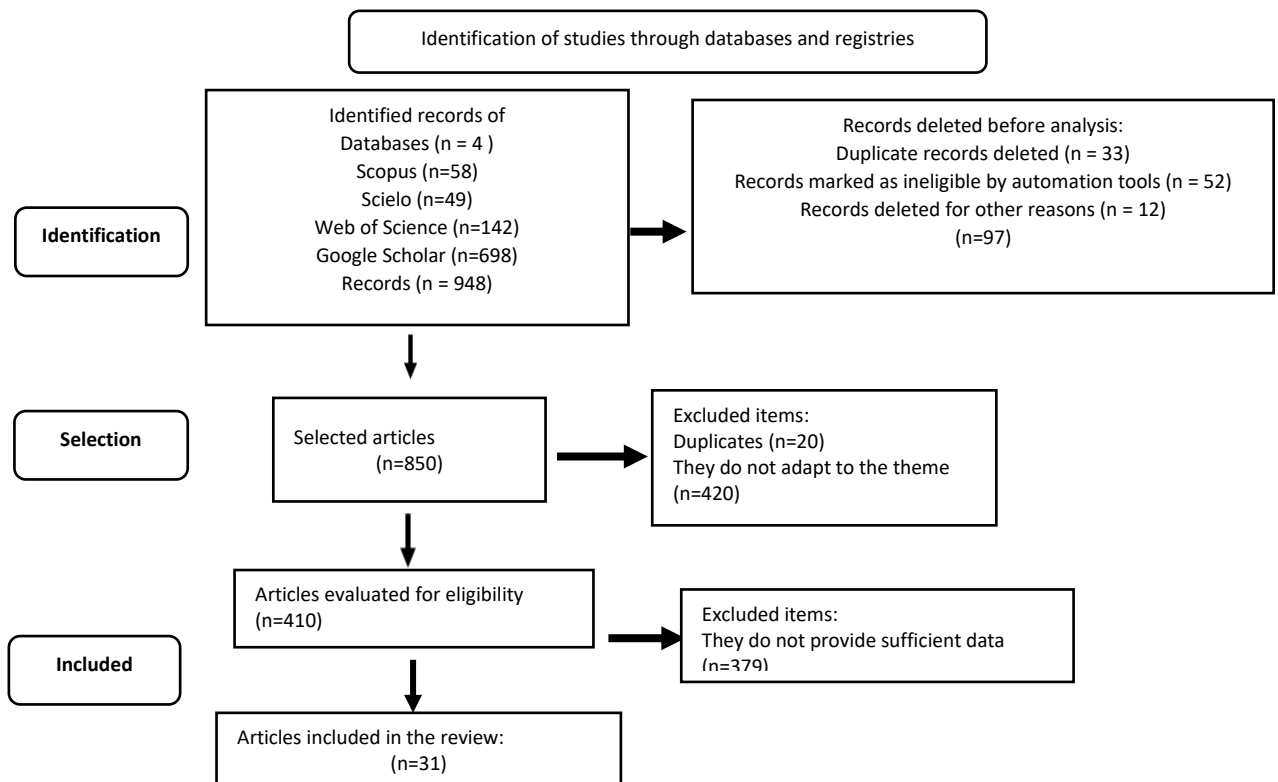 Identification of studies through databases and registries
Identified records of
Databases (n = 4 )
Scopus (n=58)
Scielo (n=49)
Web of Science (n=142)
Google Scholar (n=698)
Records (n = 948)
Records deleted before analysis:
Duplicate records deleted (n = 33)
Records marked as ineligible by automation tools (n = 52)
Records deleted for other reasons (n = 12)
(n=97)
Identification
Selection
Selected articles
(n=850)
Excluded items:
Duplicates (n=20)
They do not adapt to the theme
(n=420)
Articles evaluated for eligibility
(n=410)
Excluded items:
They do not provide sufficient data
(n=379)
Included
Articles included in the review:
(n=31)